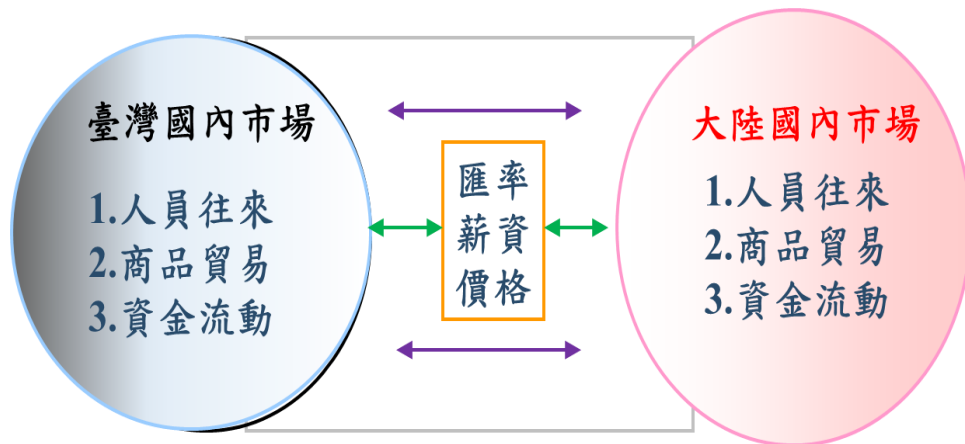 臺灣國內市場
1.人員往來
2.商品貿易
3.資金流動
匯率
薪資
價格
大陸國內市場
1.人員往來
2.商品貿易
3.資金流動